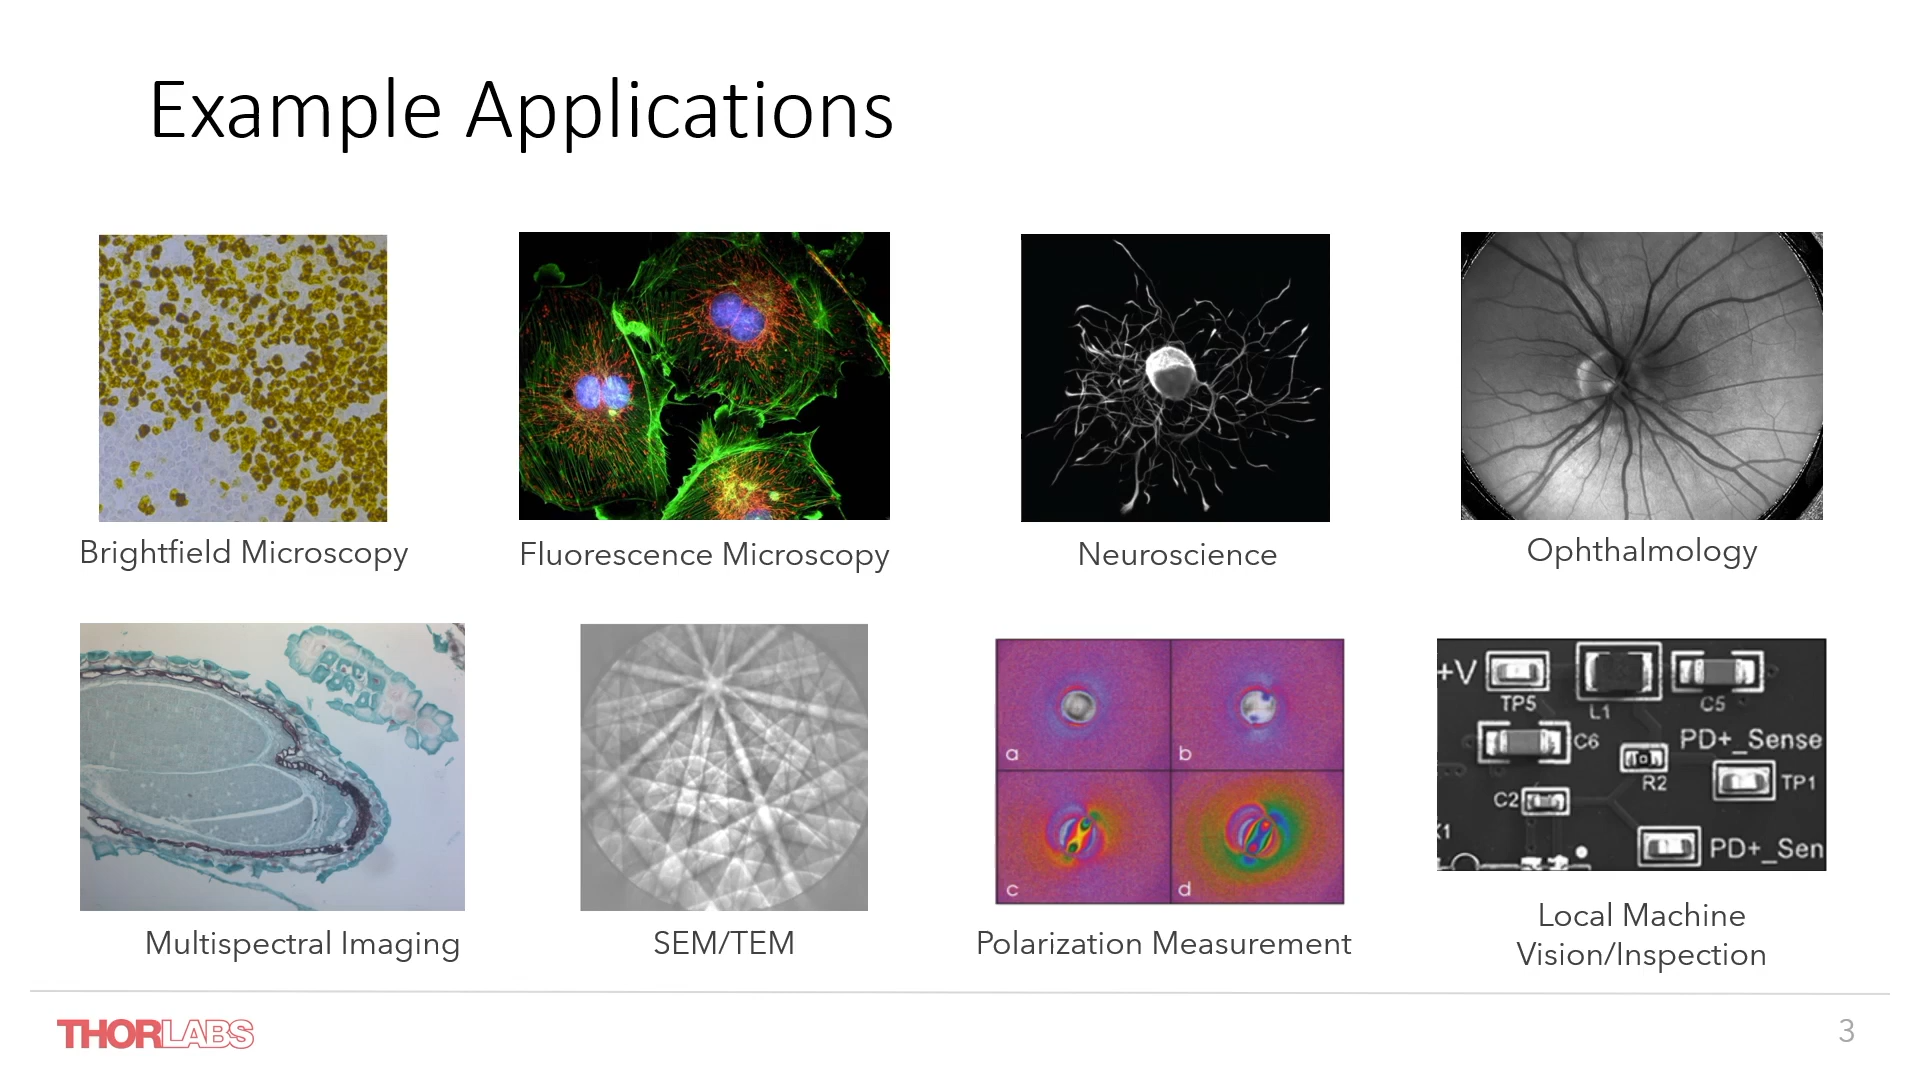 Example Applications
Brightfield Microscopy
Fluorescence Microscopy
Neuroscience
Ophthalmology
a
b
c
d
+V
TP5
L1
C5
C6
PD+_Sense
R2
TP1
C2
PD+_Sen
Multispectral Imaging
SEM/TEM
Polarization Measurement
Local Machine
Vision/Inspection
THORLABS
3